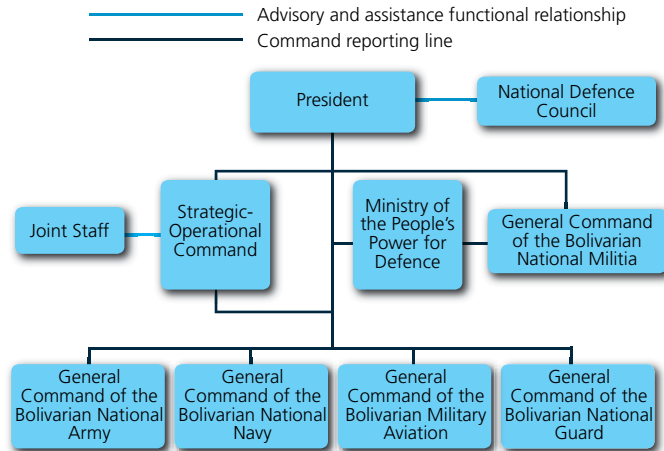 Advisory and assistance functional relationship
Command reporting line
President
National Defence
Council
Joint Staff
Strategic-
Operational
Command
Ministry of
the People's
Power for
Defence
General Command
of the Bolivarian
National Militia
General
Command of the
Bolivarian National
Army
General
Command of the
Bolivarian National
Navy
General
Command of the
Bolivarian Military
Aviation
General
Command of the
Bolivarian National
Guard